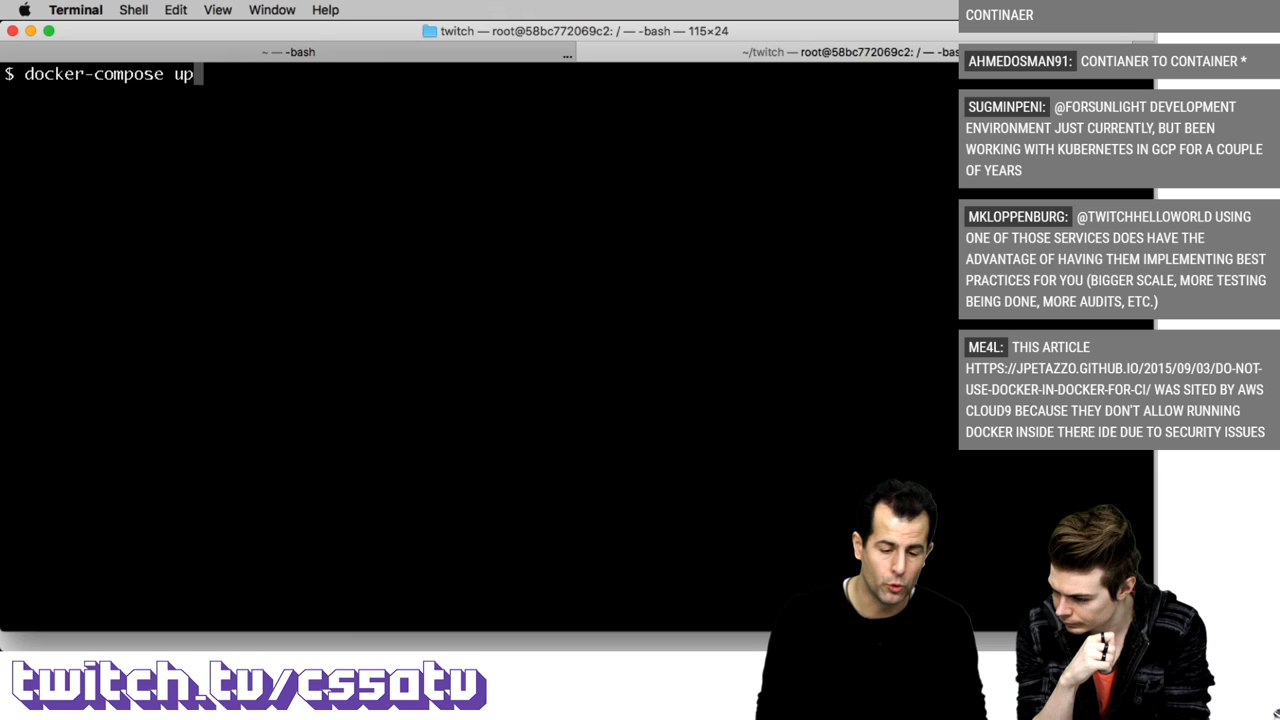 Terminal Shell Edit View Window Help
twitch — root@58bc772069c2: / — -bash — 115×24
~ — -bash
...
~/twitch — root@58bc772069c2: / — -bas
$ docker-compose up
CONTINAER
AHMEDOSMAN91: CONTIANER TO CONTAINER *
SUGMINPENI: @FORSUNLIGHT DEVELOPMENT
ENVIRONMENT JUST CURRENTLY, BUT BEEN
WORKING WITH KUBERNETES IN GCP FOR A COUPLE
OF YEARS
MKLOPPENBURG: @TWITCHHELLOWORLD USING
ONE OF THOSE SERVICES DOES HAVE THE
ADVANTAGE OF HAVING THEM IMPLEMENTING BEST
PRACTICES FOR YOU (BIGGER SCALE, MORE TESTING
BEING DONE, MORE AUDITS, ETC.)
ME4L: THIS ARTICLE
HTTPS://JPETAZZO.GITHUB.IO/2015/09/03/DO-NOT-
USE-DOCKER-IN-DOCKER-FOR-CI/ WAS SITED BY AWS
CLOUD9 BECAUSE THEY DON'T ALLOW RUNNING
DOCKER INSIDE THERE IDE DUE TO SECURITY ISSUES
twitch.tv/cs50tv